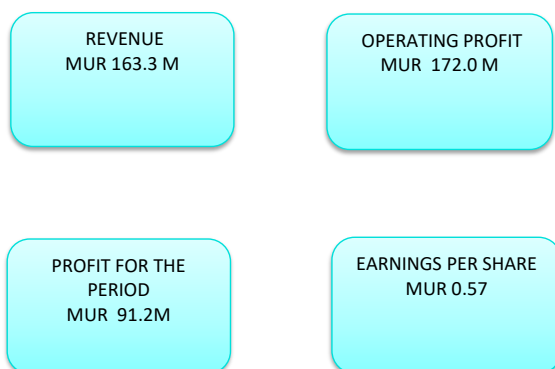 REVENUE
MUR 163.3 M
OPERATING PROFIT
MUR  172.0 M
PROFIT FOR THE
PERIOD
MUR  91.2M
EARNINGS PER SHARE
MUR 0.57